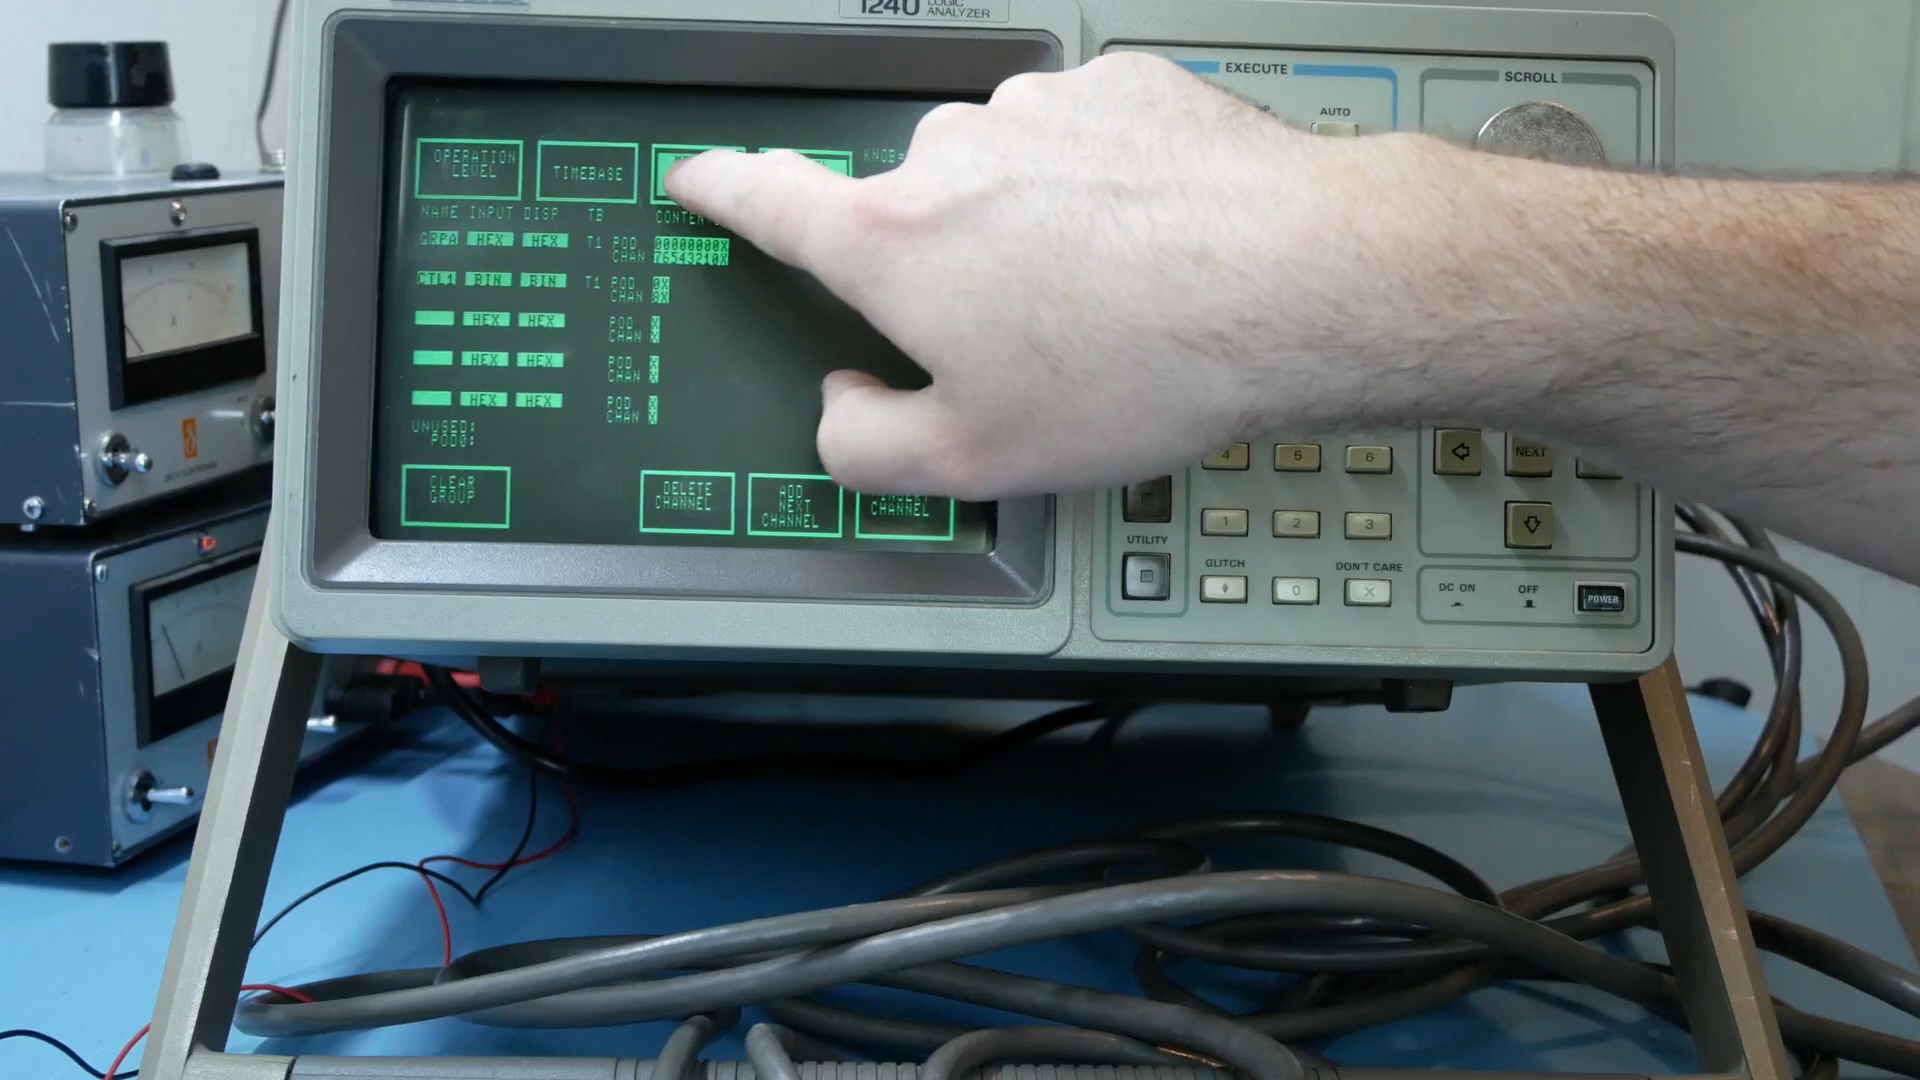 1240 LOGIC
ANALYZER
EXECUTE
SCROLL
AUTO
OPERATION
LEVEL
TIMEBASE
KNOB=
NAME INPUT DISP TB
GRPA HEX HEX T1 POD 00000000X
CHAN 76543210X
CTL1 BIN BIN T1 POD 0X
CHAN 8X
HEX HEX POD X
CHAN X
HEX HEX POD X
CHAN X
HEX HEX POD X
CHAN X
UNUSED:
POD0:
CLEAR
GROUP
DELETE
CHANNEL
ADD
NEXT
CHANNEL
INSERT
CHANNEL
4 5 6
NEXT
1 2 3
UTILITY
GLITCH
DON'T CARE
0 X
DC ON OFF
POWER